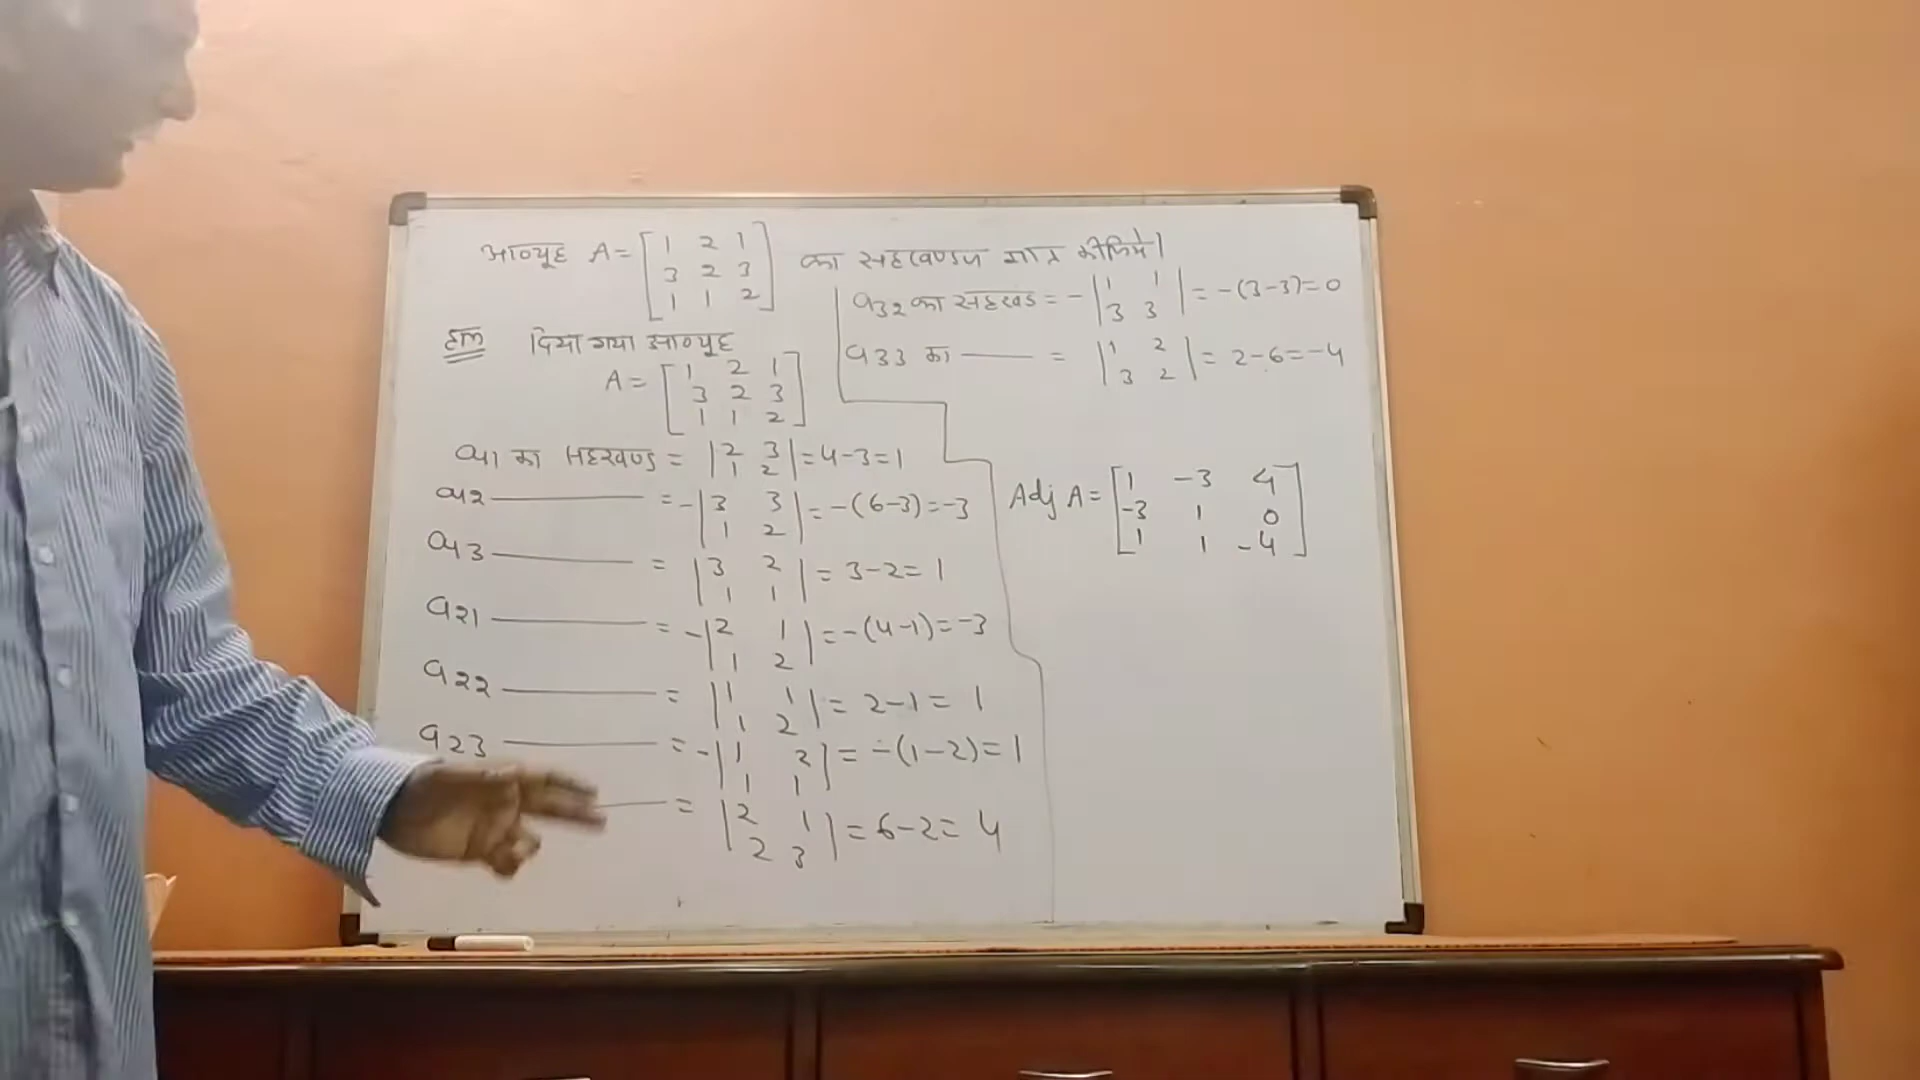 आव्यूह A = [1 2 1
3 2 3
1 1 2] का सहखण्डज ज्ञात कीजिये।
हल दिया गया आव्यूह
A = [1 2 1
3 2 3
1 1 2]
a11 का सहखण्ड = |2 3
1 2| = 4-3=1
a12 ——— = -|3 3
1 2| = -(6-3) = -3
a13 ——— = |3 2
1 1| = 3-2 = 1
a21 ——— = -|2 1
1 2| = -(4-1) = -3
a22 ——— = |1 1
1 2| = 2-1 = 1
a23 ——— = -|1 2
1 1| = -(1-2) = 1
——— = |2 1
2 3| = 6-2 = 4
a32 का सहखंड = -|1 1
3 3| = -(3-3)=0
a33 का ——— = |1 2
3 2| = 2-6=-4
Adj A = [1 -3 4
-3 1 0
1 1 -4]